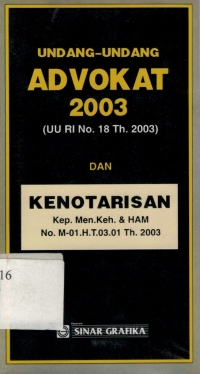 UNDANG-UNDANG
ADVOKAT
2003
(UU RI No. 18 Th. 2003)
DAN
KENOTARISAN
Kep. Men.Keh. & HAM
No. M-01.H.T.03.01 Th. 2003
16
SINAR GRAFIKA